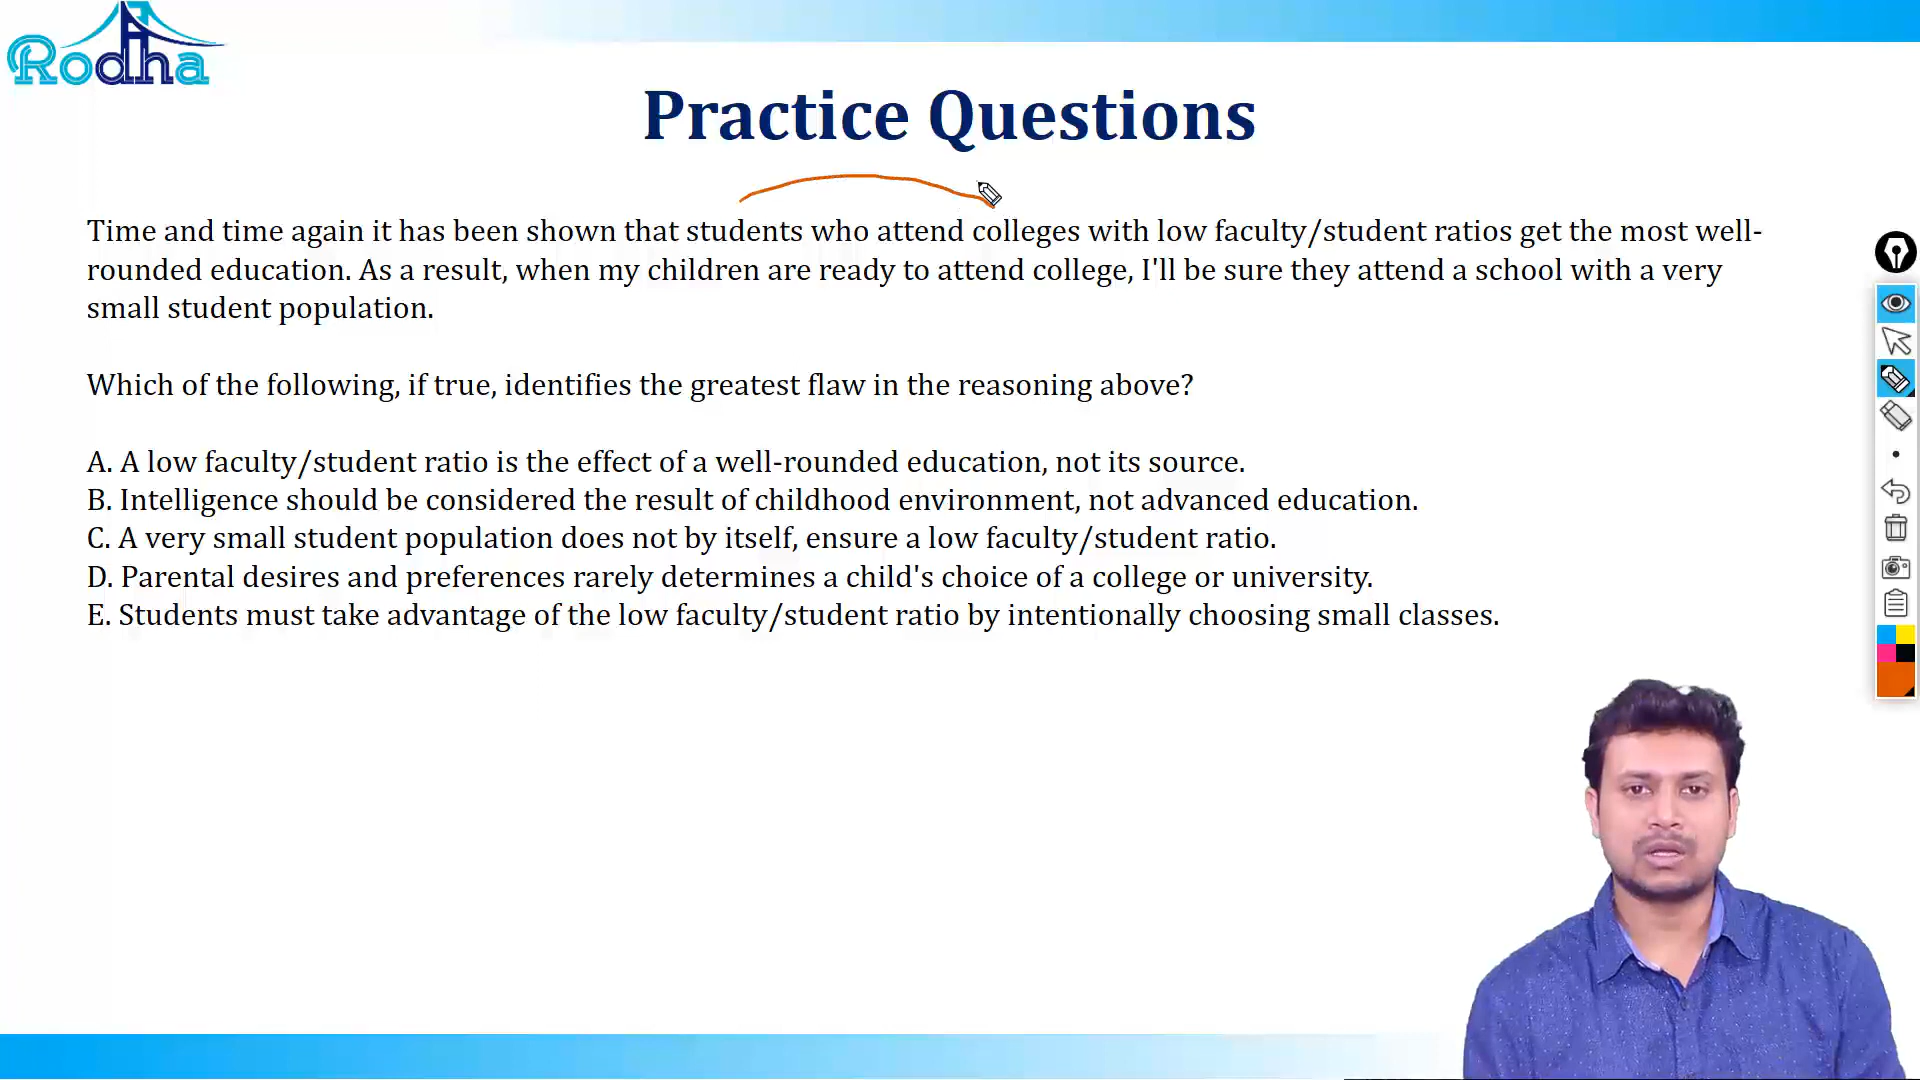 Rodha
Practice Questions
Time and time again it has been shown that students who attend colleges with low faculty/student ratios get the most well-
rounded education. As a result, when my children are ready to attend college, I'll be sure they attend a school with a very
small student population.
Which of the following, if true, identifies the greatest flaw in the reasoning above?
A. A low faculty/student ratio is the effect of a well-rounded education, not its source.
B. Intelligence should be considered the result of childhood environment, not advanced education.
C. A very small student population does not by itself, ensure a low faculty/student ratio.
D. Parental desires and preferences rarely determines a child's choice of a college or university.
E. Students must take advantage of the low faculty/student ratio by intentionally choosing small classes.